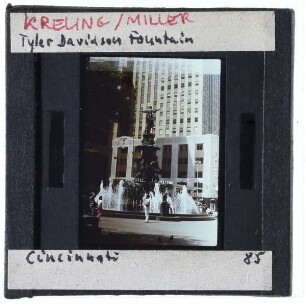 KRELING/MILLER
Tyler Davidson Fountain
Cincinnati 85